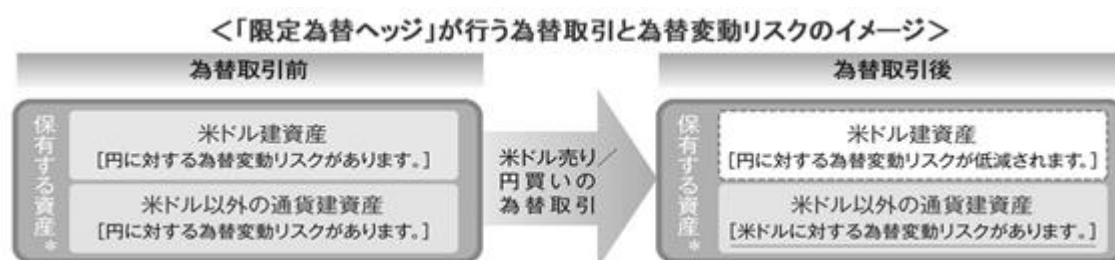 ＜「限定為替ヘッジ」が行う為替取引と為替変動リスクのイメージ＞
為替取引前
保有する資産*
米ドル建資産
[円に対する為替変動リスクがあります。]
米ドル以外の通貨建資産
[円に対する為替変動リスクがあります。]
米ドル売り／
円買いの
為替取引
為替取引後
保有する資産*
米ドル建資産
[円に対する為替変動リスクが低減されます。]
米ドル以外の通貨建資産
[米ドルに対する為替変動リスクがあります。]